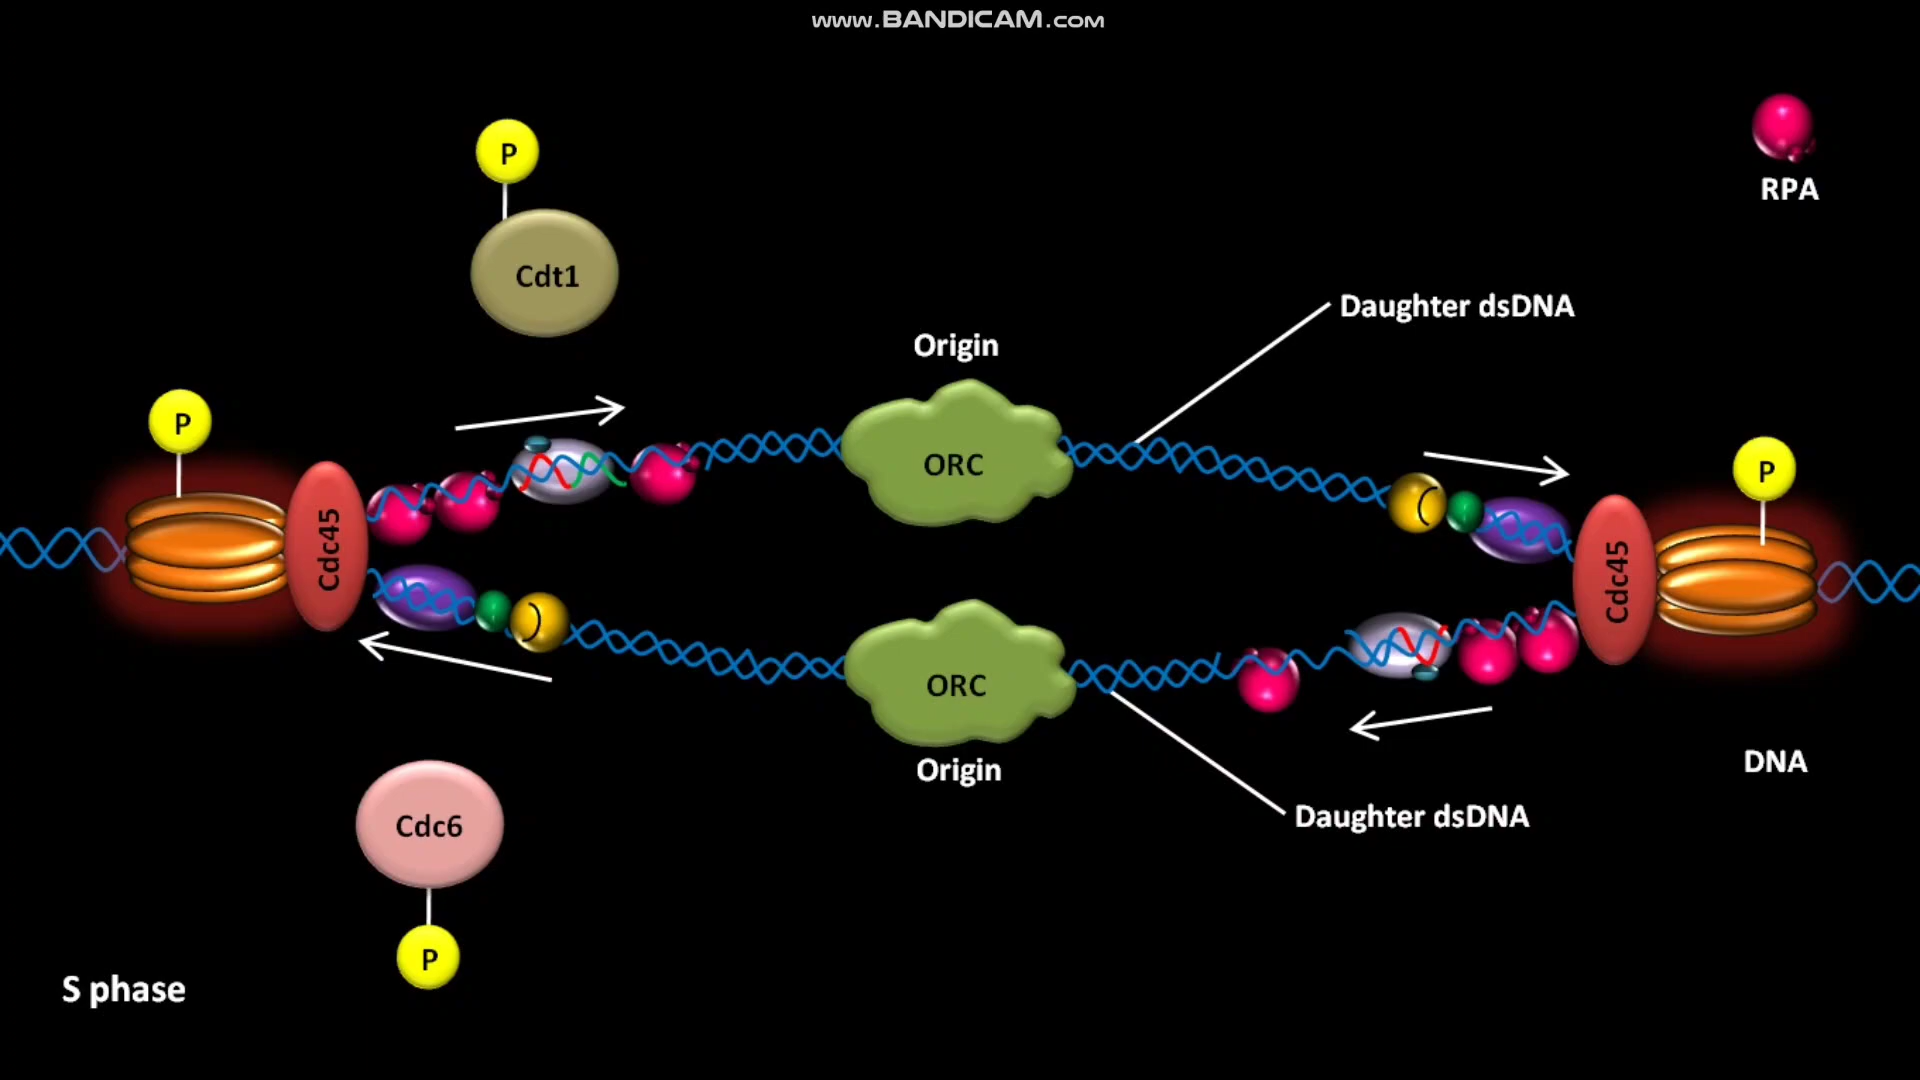 www.BANDICAM.com
P
RPA
Cdt1
Daughter dsDNA
Origin
P
P
ORC
Cdc45
Cdc45
ORC
DNA
Origin
Daughter dsDNA
Cdc6
P
S phase